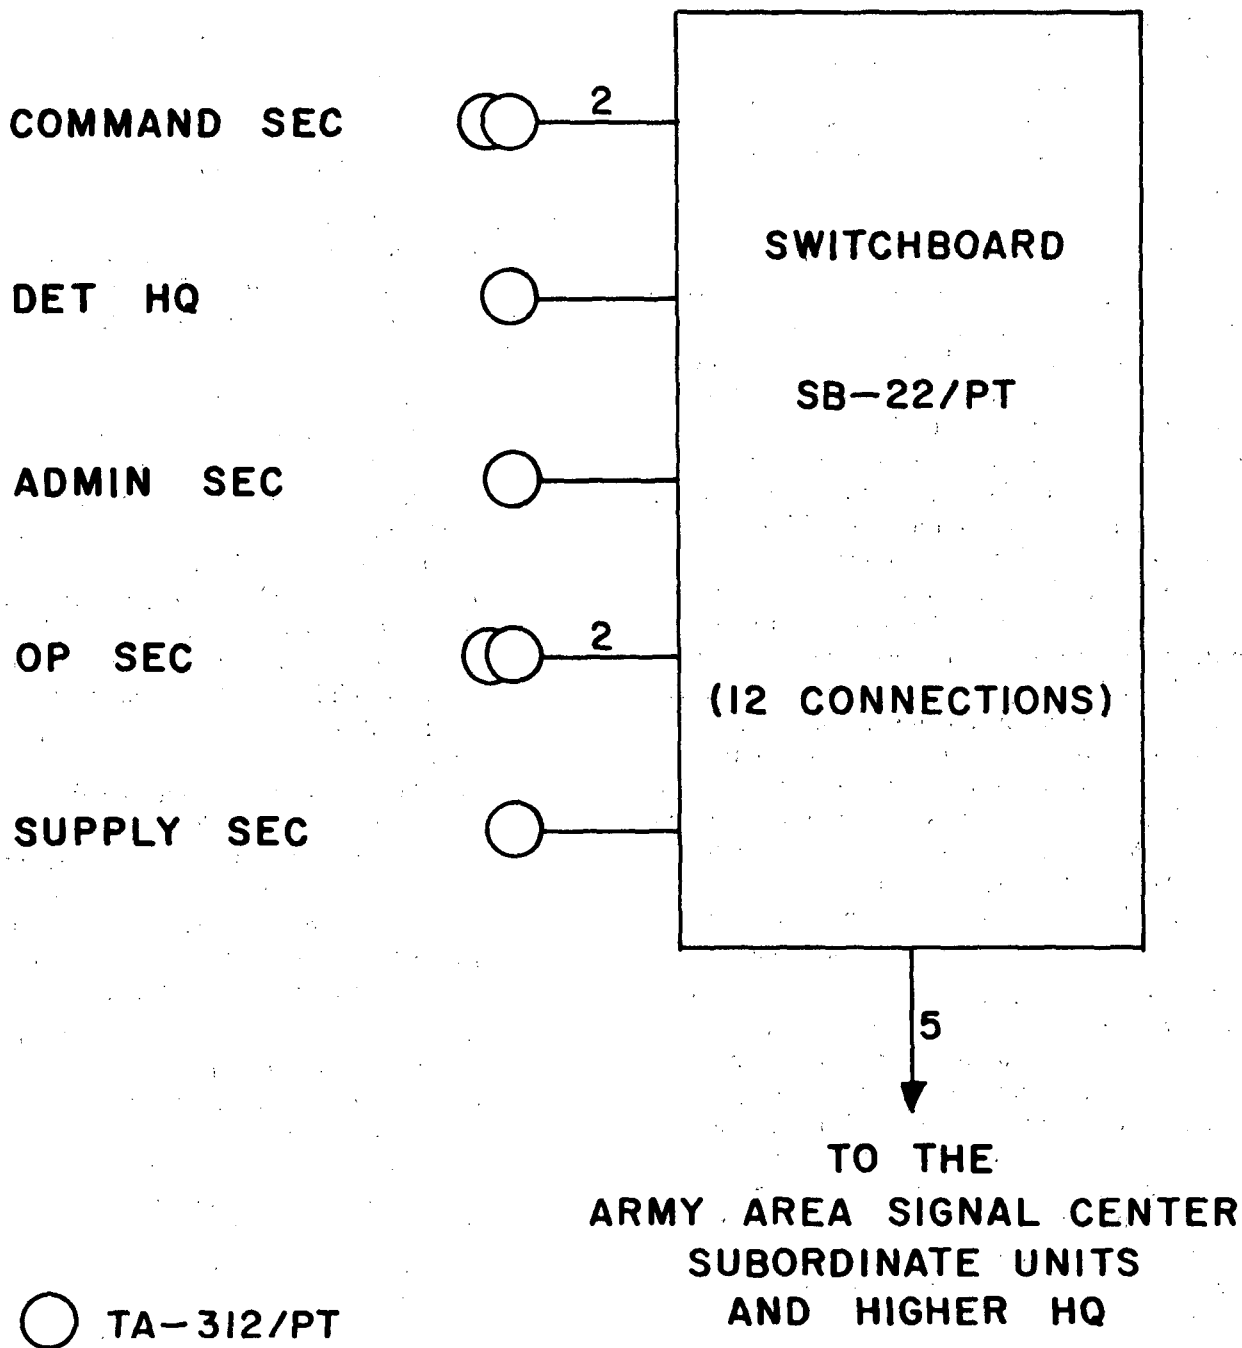 COMMAND SEC
2
DET HQ
ADMIN SEC
OP SEC
2
SUPPLY SEC
SWITCHBOARD
SB-22/PT
(12 CONNECTIONS)
5
TO THE
ARMY AREA SIGNAL CENTER
SUBORDINATE UNITS
AND HIGHER HQ
TA-312/PT